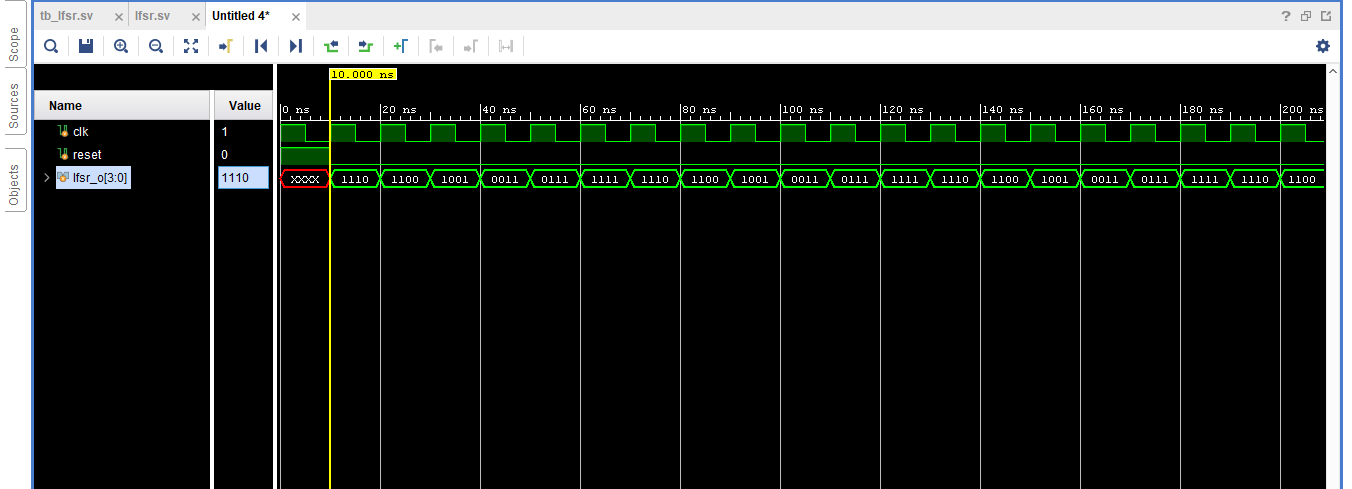 tb_lfsr.sv
lfsr.sv
Untitled 4*
?
Scope
Sources
Objects
10.000 ns
Name Value
0 ns 20 ns 40 ns 60 ns 80 ns 100 ns 120 ns 140 ns 160 ns 180 ns 200 ns
clk 1
reset 0
lfsr_o[3:0] 1110 XXXX 1110 1100 1001 0011 0111 1111 1110 1100 1001 0011 0111 1111 1110 1100 1001 0011 0111 1111 1110 1100